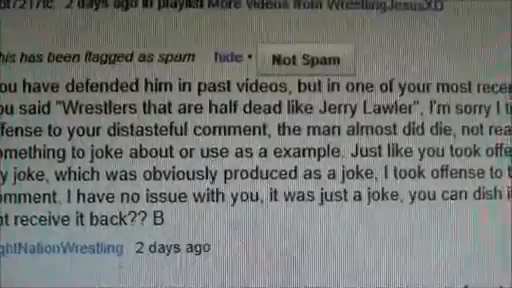 2 days ago in playlist More videos from WrestlingJesusXD
his has been flagged as spam hide • Not Spam
ou have defended him in past videos, but in one of your most recen
ou said "Wrestlers that are half dead like Jerry Lawler", I'm sorry I t
fense to your distasteful comment, the man almost did die, not rea
omething to joke about or use as a example. Just like you took offe
y joke, which was obviously produced as a joke, I took offense to t
omment. I have no issue with you, it was just a joke, you can dish i
t receive it back?? B
ghtNationWrestling 2 days ago